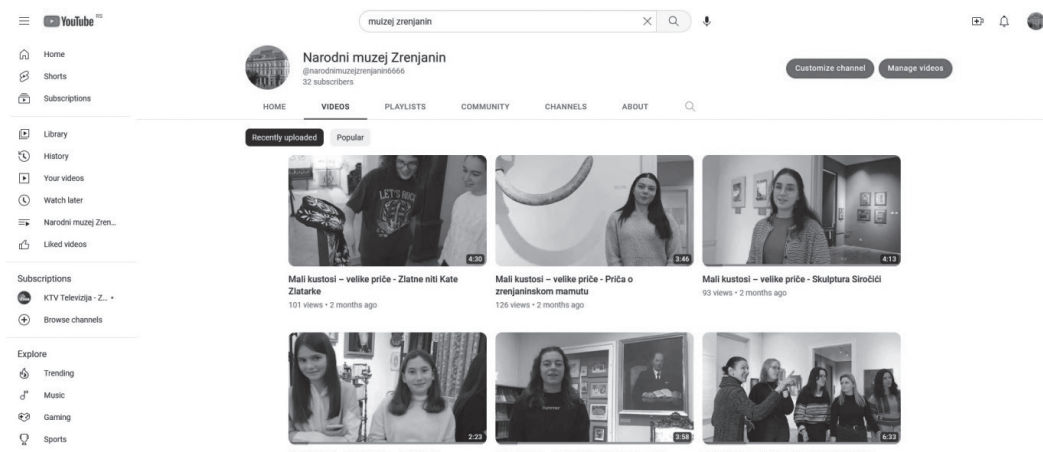 YouTube RS
muizej zrenjanin
Home
Shorts
Subscriptions
Library
History
Your videos
Watch later
Narodni muzej Zren...
Liked videos
Subscriptions
KTV Televizija - Z... •
Browse channels
Explore
Trending
Music
Gaming
Sports
Narodni muzej Zrenjanin
@narodnimuzejzrenjanin6666
32 subscribers
Customize channel
Manage videos
HOME VIDEOS PLAYLISTS COMMUNITY CHANNELS ABOUT
Recently uploaded Popular
LET'S ROCK
4:30
Mali kustosi – velike priče - Zlatne niti Kate
Zlatarke
101 views • 2 months ago
3:46
Mali kustosi – velike priče - Priča o
zrenjaninskom mamutu
126 views • 2 months ago
4:13
Mali kustosi – velike priče - Skulptura Siročići
93 views • 2 months ago
2:23
3:58
6:33